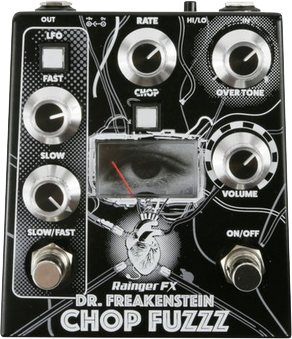 OUT
RATE
HI/LO
IN
LFO
FAST
CHOP
OVER TONE
SLOW
VOLUME
SLOW/FAST
ON/OFF
Rainger FX
DR. FREAKENSTEIN
CHOP FUZZZ